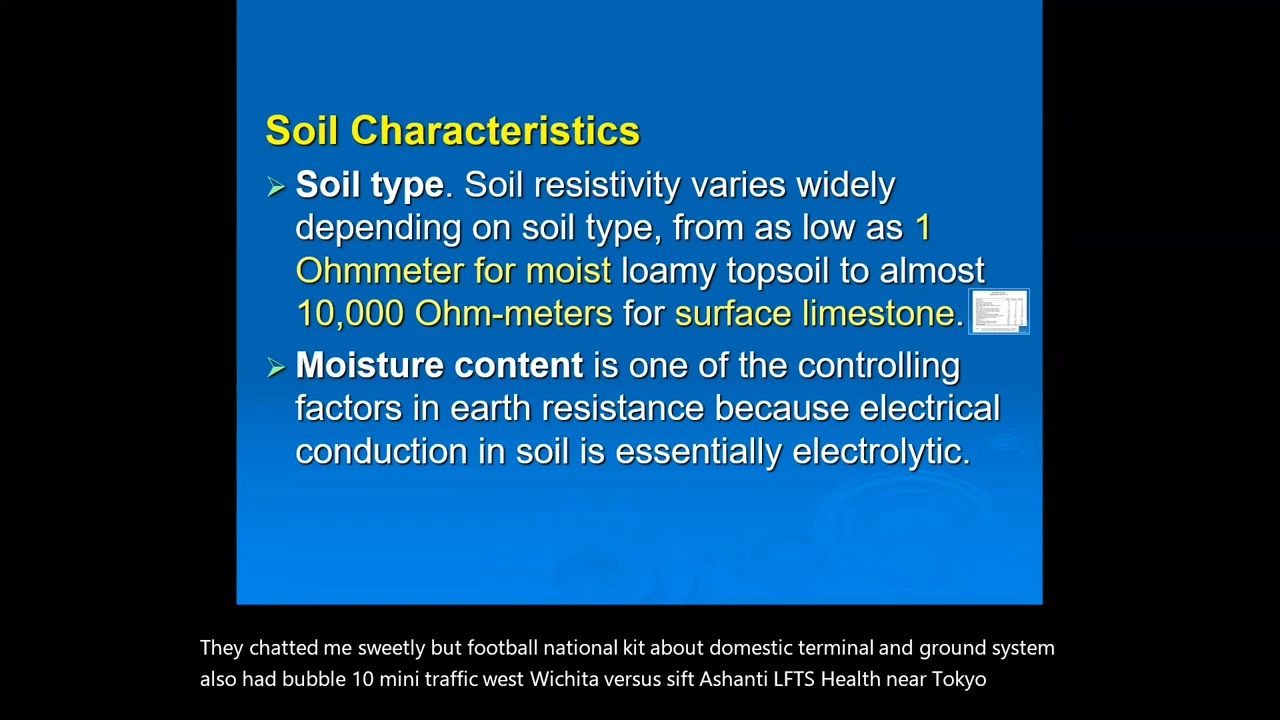 Soil Characteristics
Soil type. Soil resistivity varies widely
depending on soil type, from as low as 1
Ohmmeter for moist loamy topsoil to almost
10,000 Ohm-meters for surface limestone.
Moisture content is one of the controlling
factors in earth resistance because electrical
conduction in soil is essentially electrolytic.
They chatted me sweetly but football national kit about domestic terminal and ground system
also had bubble 10 mini traffic west Wichita versus sift Ashanti LFTS Health near Tokyo